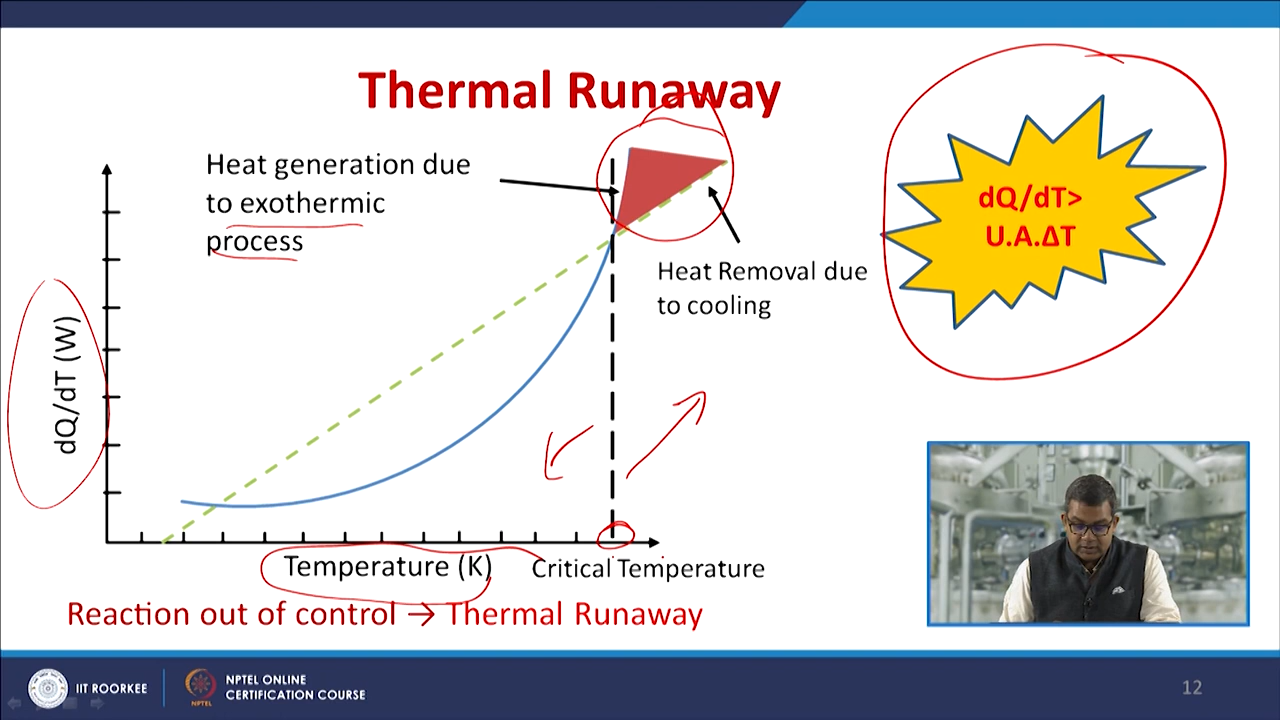 Thermal Runaway
Heat generation due
to exothermic
process
dQ/dT>
U.A.ΔT
Heat Removal due
to cooling
dQ/dT (W)
Temperature (K)
Critical Temperature
Reaction out of control → Thermal Runaway
IIT ROORKEE
NPTEL
NPTEL ONLINE
CERTIFICATION COURSE
12